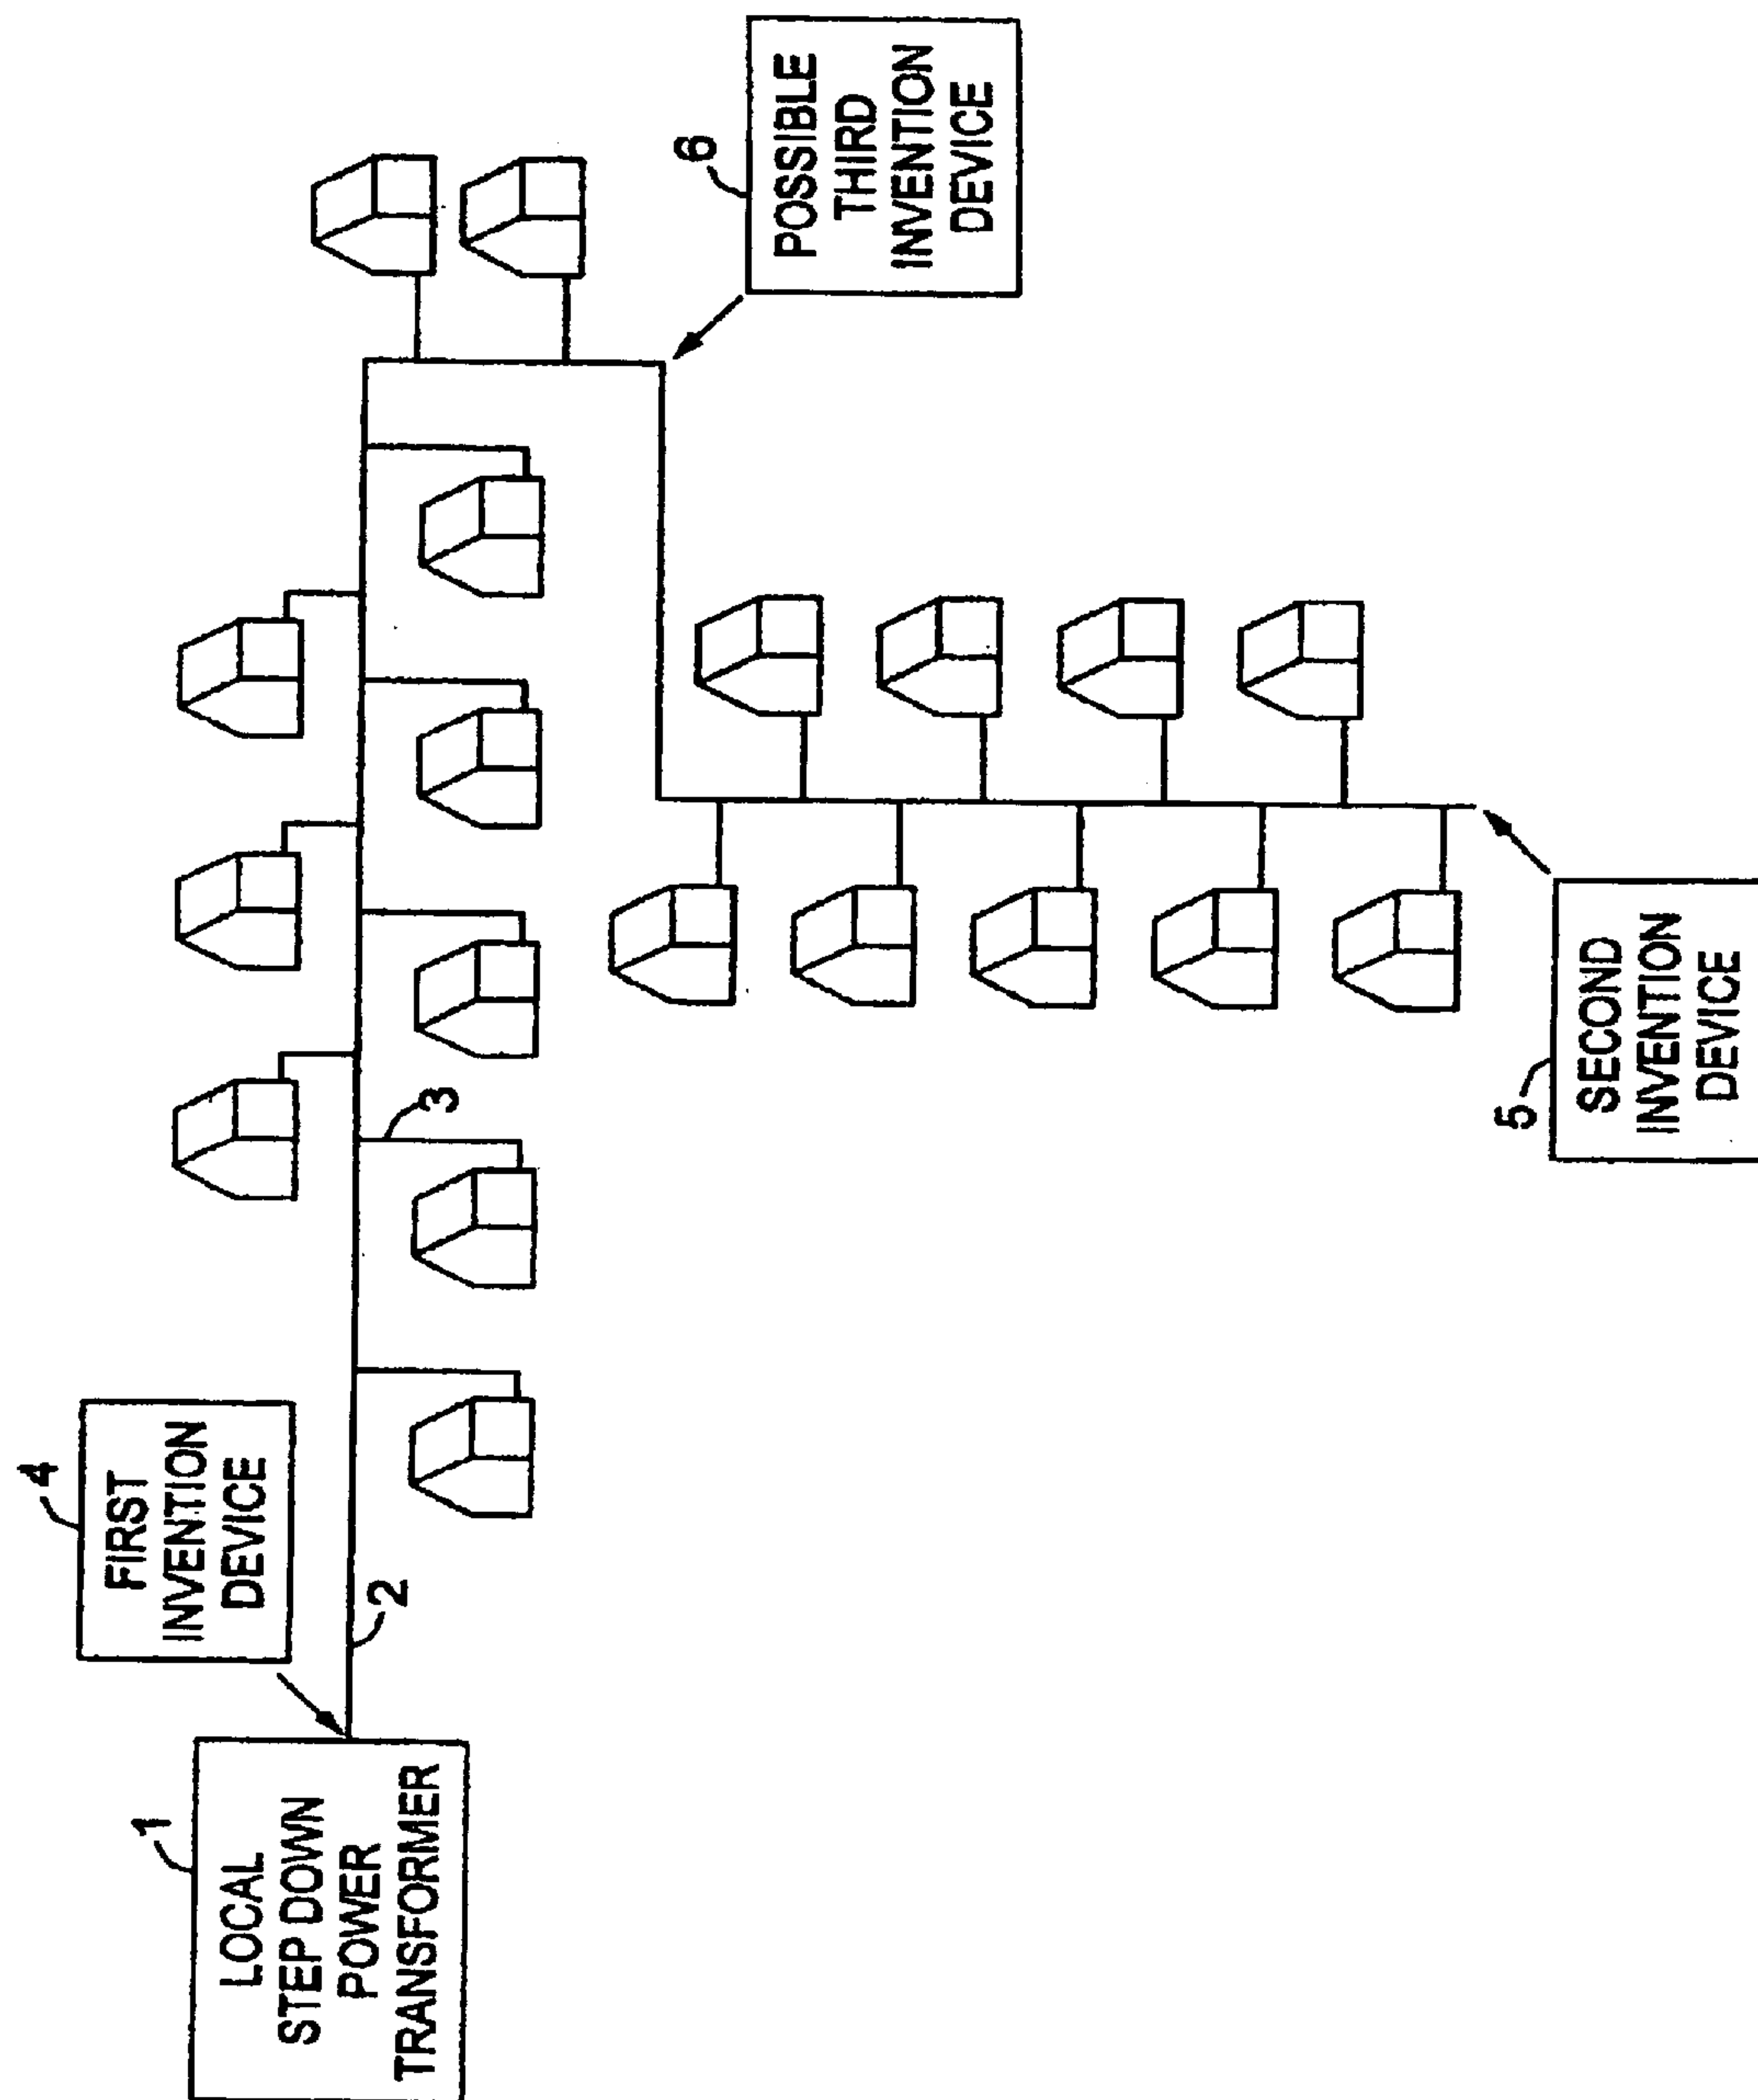 1
LOCAL
STEP DOWN
POWER
TRANSFORMER
4
FIRST
INVENTION
DEVICE
2
3
5
SECOND
INVENTION
DEVICE
6
POSSIBLE
THIRD
INVENTION
DEVICE